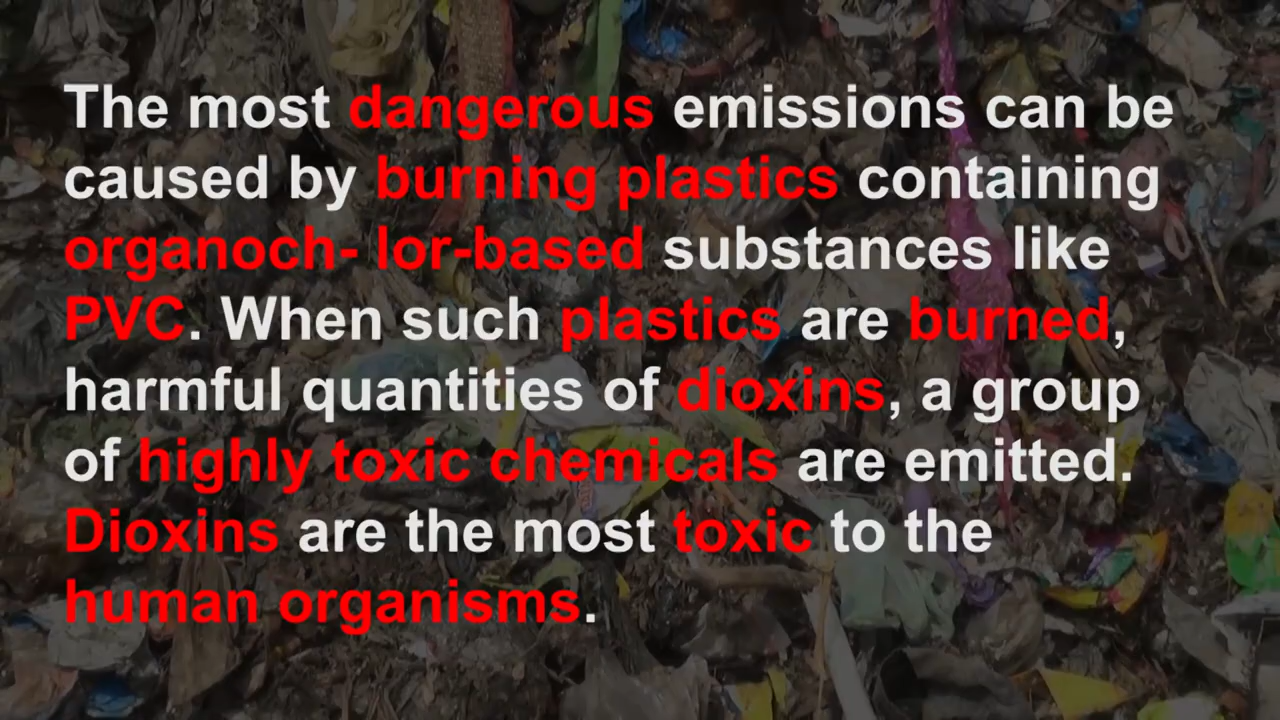 The most dangerous emissions can be
caused by burning plastics containing
organoch- lor-based substances like
PVC. When such plastics are burned,
harmful quantities of dioxins, a group
of highly toxic chemicals are emitted.
Dioxins are the most toxic to the
human organisms.